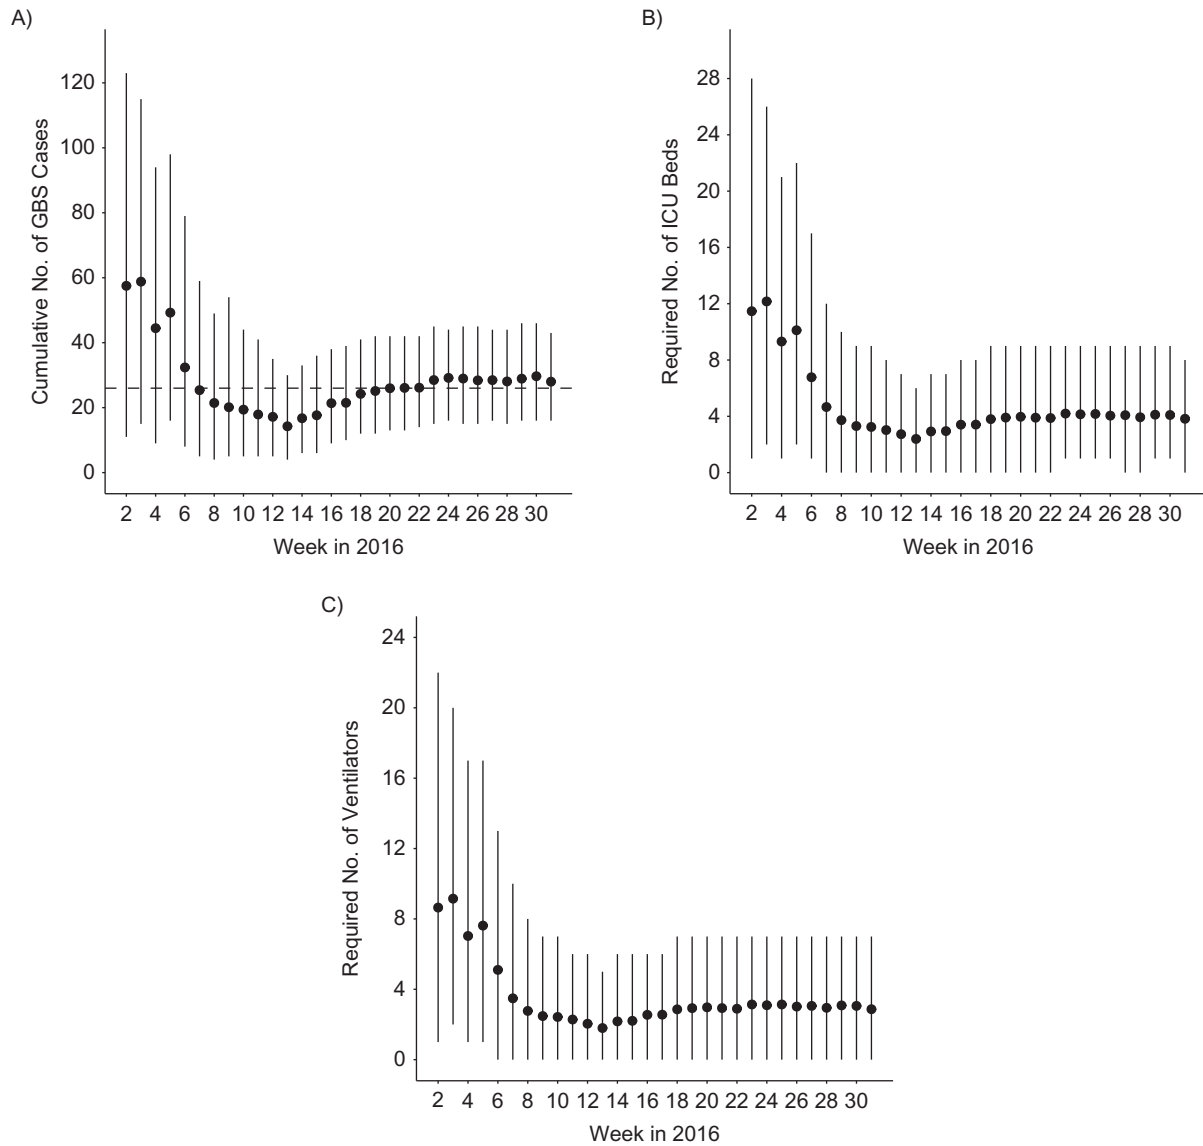 A)
Cumulative No. of GBS Cases
120
100
80
60
40
20
0
2 4 6 8 10 12 14 16 18 20 22 24 26 28 30
Week in 2016
B)
Required No. of ICU Beds
28
24
20
16
12
8
4
0
2 4 6 8 10 12 14 16 18 20 22 24 26 28 30
Week in 2016
C)
Required No. of Ventilators
24
20
16
12
8
4
0
2 4 6 8 10 12 14 16 18 20 22 24 26 28 30
Week in 2016